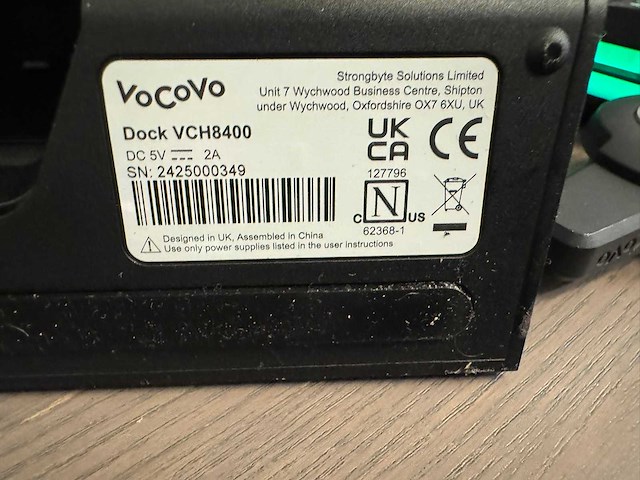 VoCoVo
Strongbyte Solutions Limited
Unit 7 Wychwood Business Centre, Shipton
under Wychwood, Oxfordshire OX7 6XU, UK
Dock VCH8400
DC 5V 2A
SN: 2425000349
UK
CA
CE
127796
C N US
62368-1
Designed in UK, Assembled in China
Use only power supplies listed in the user instructions